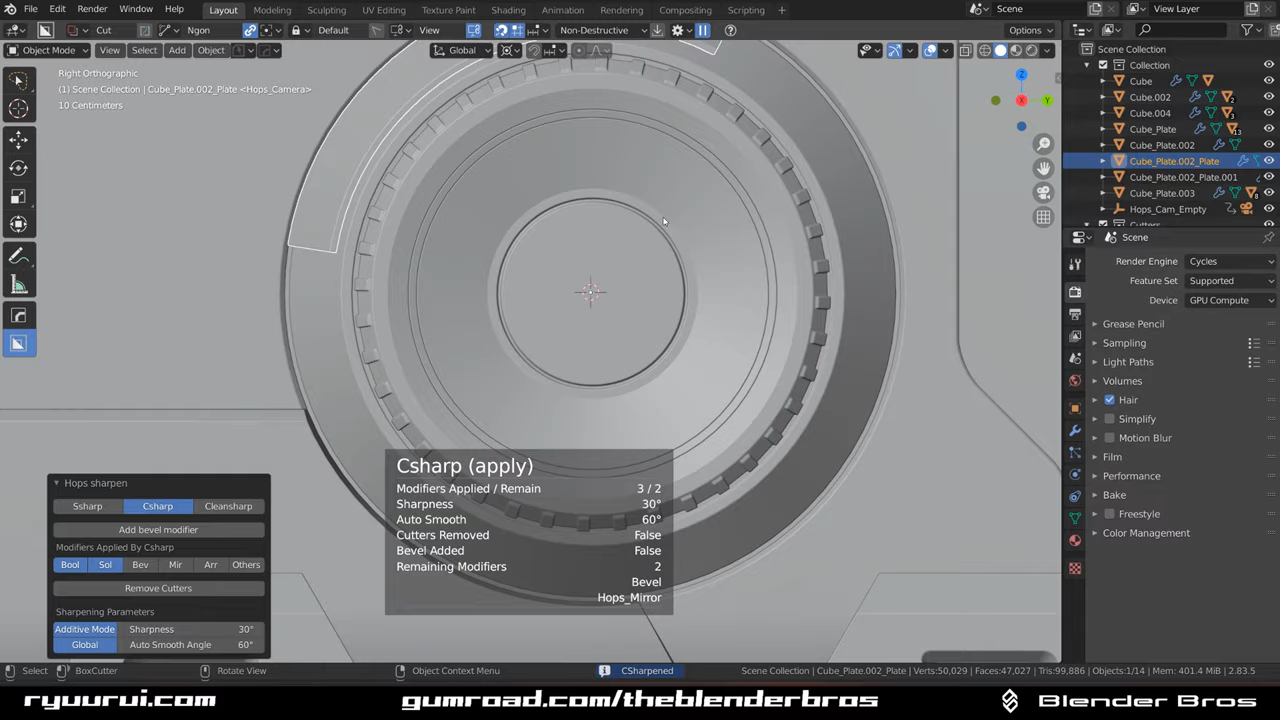 File Edit Render Window Help Layout Modeling Sculpting UV Editing Texture Paint Shading Animation Rendering Compositing Scripting + Scene View Layer
Cut Ngon Default View Non-Destructive Options
Object Mode View Select Add Object Global
Right Orthographic
(1) Scene Collection | Cube_Plate.002_Plate <Hops_Camera>
10 Centimeters
Z
X
Y
Scene Collection
Collection
Cube
Cube.002 2
Cube.004 3
Cube_Plate 13
Cube_Plate.002
Cube_Plate.002_Plate
Cube_Plate.002_Plate.001
Cube_Plate.003 8
Hops_Cam_Empty
Cutters
Scene
Render Engine Cycles
Feature Set Supported
Device GPU Compute
Grease Pencil
Sampling
Light Paths
Volumes
Hair
Simplify
Motion Blur
Film
Performance
Bake
Freestyle
Color Management
Hops sharpen
Ssharp Csharp Cleansharp
Add bevel modifier
Modifiers Applied By Csharp
Bool Sol Bev Mir Arr Others
Remove Cutters
Sharpening Parameters
Additive Mode Sharpness 30°
Global Auto Smooth Angle 60°
Csharp (apply)
Modifiers Applied / Remain 3 / 2
Sharpness 30°
Auto Smooth 60°
Cutters Removed False
Bevel Added False
Remaining Modifiers 2
Bevel
Hops_Mirror
Select BoxCutter Rotate View Object Context Menu CSharpened Scene Collection | Cube_Plate.002_Plate | Verts:50,029 | Faces:47,027 | Tris:99,886 | Objects:1/14 | Mem: 401.4 MiB | 2.83.5
ryuurui.com gumroad.com/theblenderbros Blender Bros